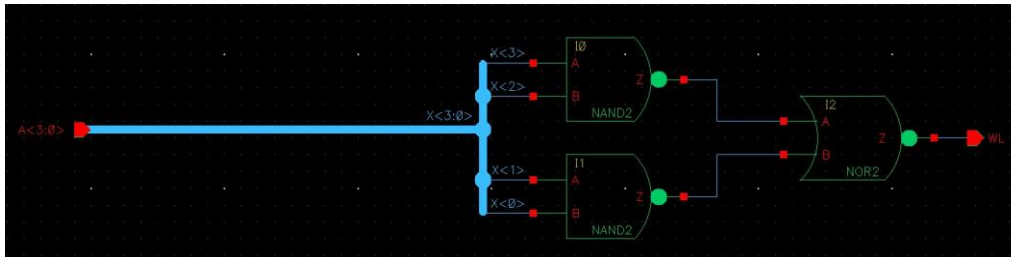 A<3:0>
X<3:0>
X<3>
X<2>
X<1>
X<0>
I0
A
B
Z
NAND2
I1
A
B
Z
NAND2
I2
A
B
Z
NOR2
WL